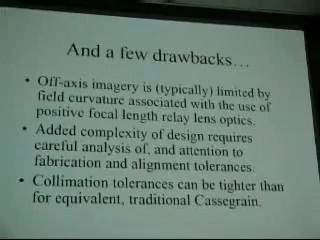 And a few drawbacks…
• Off-axis imagery is (typically) limited by
field curvature associated with the use of
positive focal length relay lens optics.
• Added complexity of design requires
careful analysis of, and attention to
fabrication and alignment tolerances.
• Collimation tolerances can be tighter than
for equivalent, traditional Cassegrain.